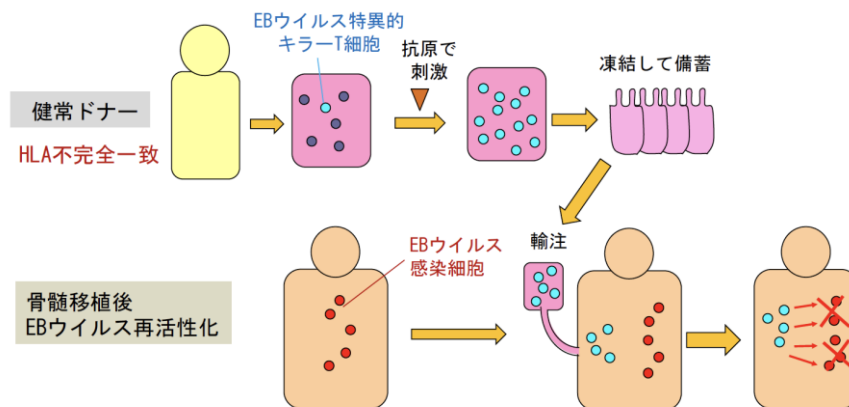 EBウイルス特異的
キラーT細胞
抗原で
刺激
凍結して備蓄
健常ドナー
HLA不完全一致
輸注
EBウイルス
感染細胞
骨髄移植後
EBウイルス再活性化